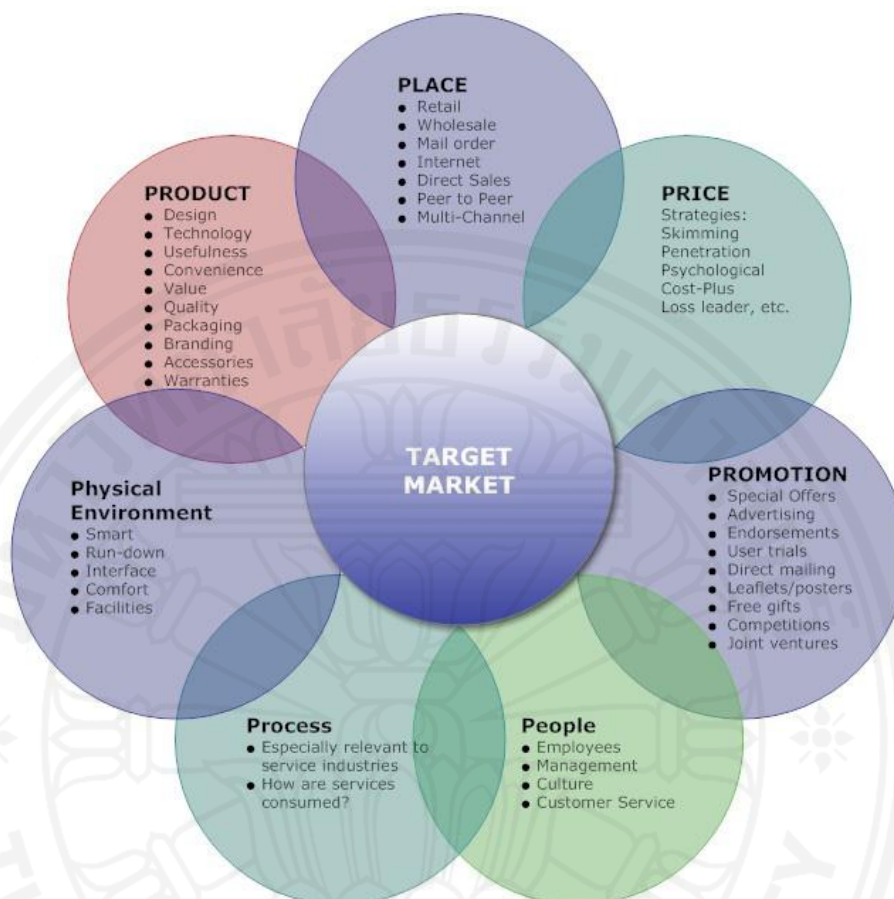 PLACE
● Retail
● Wholesale
● Mail order
● Internet
● Direct Sales
● Peer to Peer
● Multi-Channel
PRODUCT
● Design
● Technology
● Usefulness
● Convenience
● Value
● Quality
● Packaging
● Branding
● Accessories
● Warranties
PRICE
Strategies:
Skimming
Penetration
Psychological
Cost-Plus
Loss leader, etc.
TARGET
MARKET
Physical
Environment
● Smart
● Run-down
● Interface
● Comfort
● Facilities
PROMOTION
● Special Offers
● Advertising
● Endorsements
● User trials
● Direct mailing
● Leaflets/posters
● Free gifts
● Competitions
● Joint ventures
Process
● Especially relevant to
service industries
● How are services
consumed?
People
● Employees
● Management
● Culture
● Customer Service